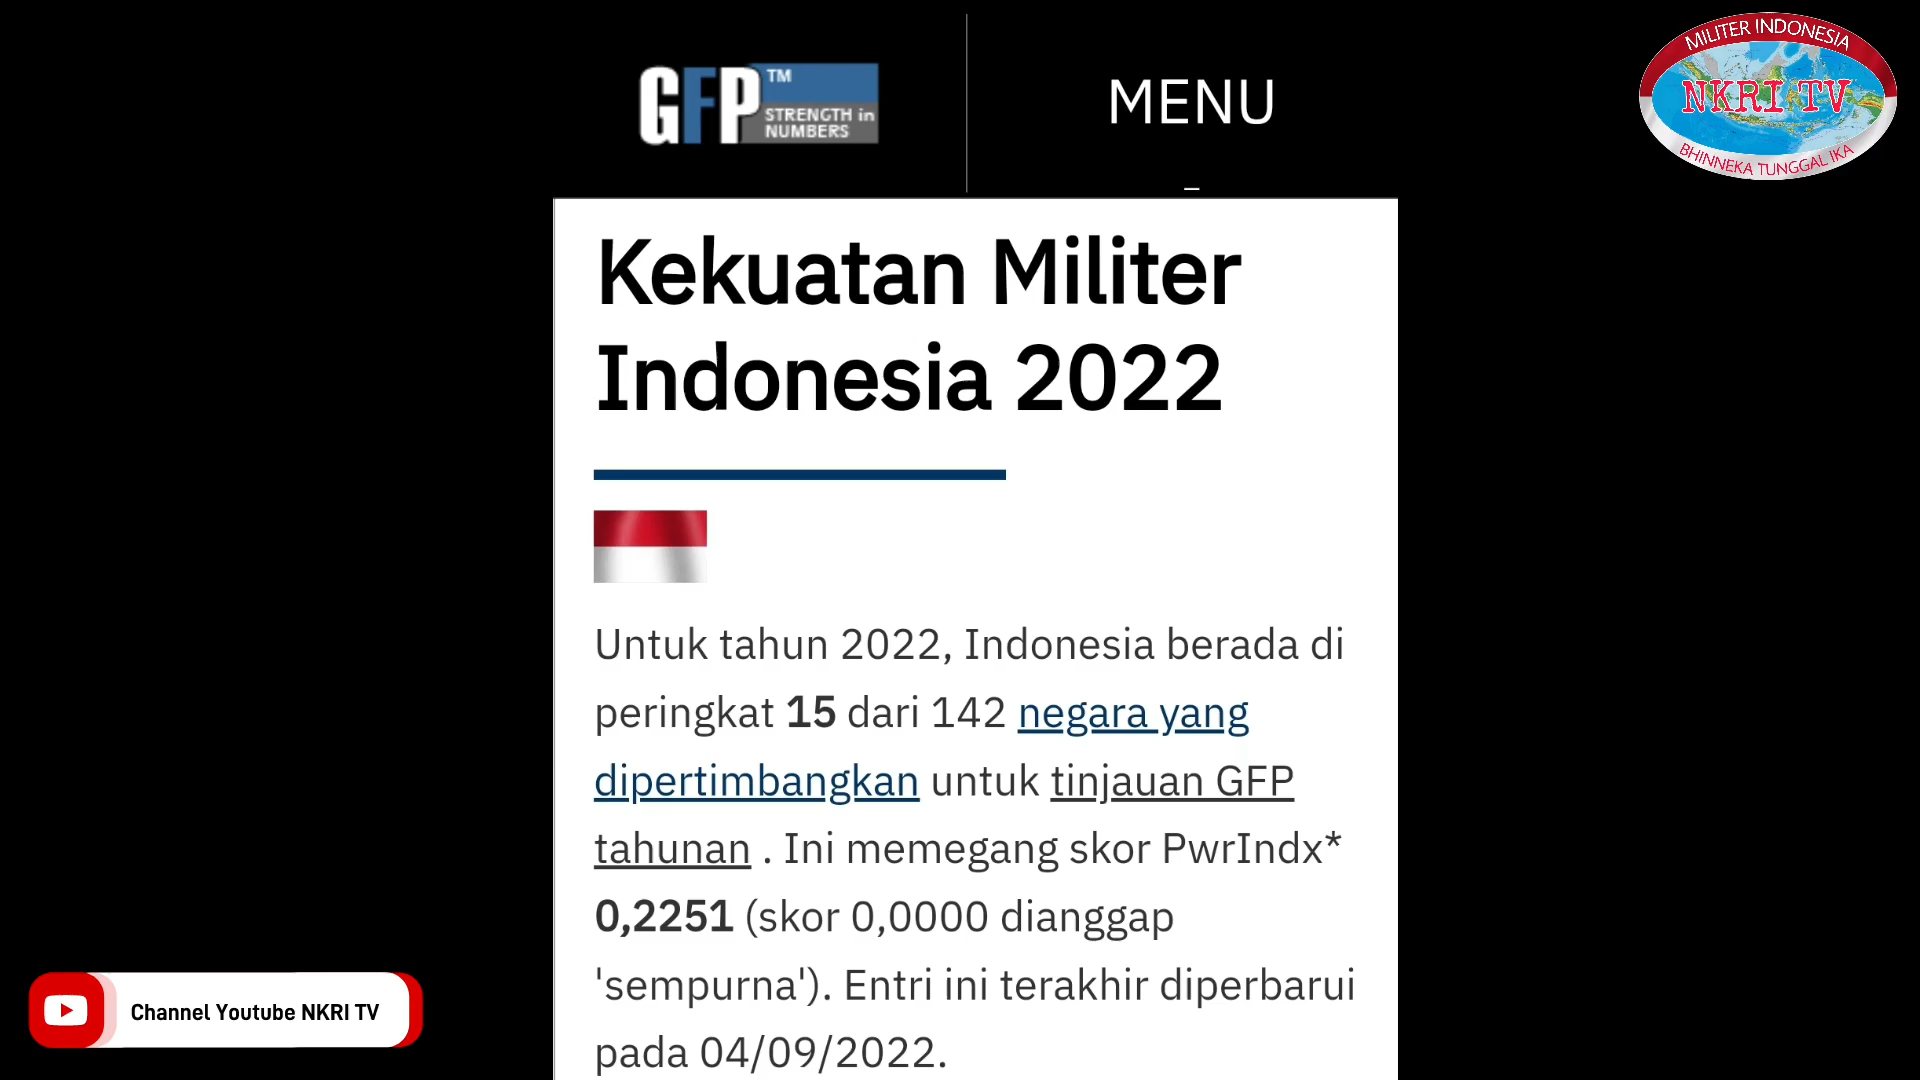 GFP™
STRENGTH in
NUMBERS
MENU
MILITER INDONESIA
NKRI TV
BHINNEKA TUNGGAL IKA
Kekuatan Militer
Indonesia 2022
Untuk tahun 2022, Indonesia berada di
peringkat 15 dari 142 negara yang
dipertimbangkan untuk tinjauan GFP
tahunan . Ini memegang skor PwrIndx*
0,2251 (skor 0,0000 dianggap
'sempurna'). Entri ini terakhir diperbarui
pada 04/09/2022.
Channel Youtube NKRI TV